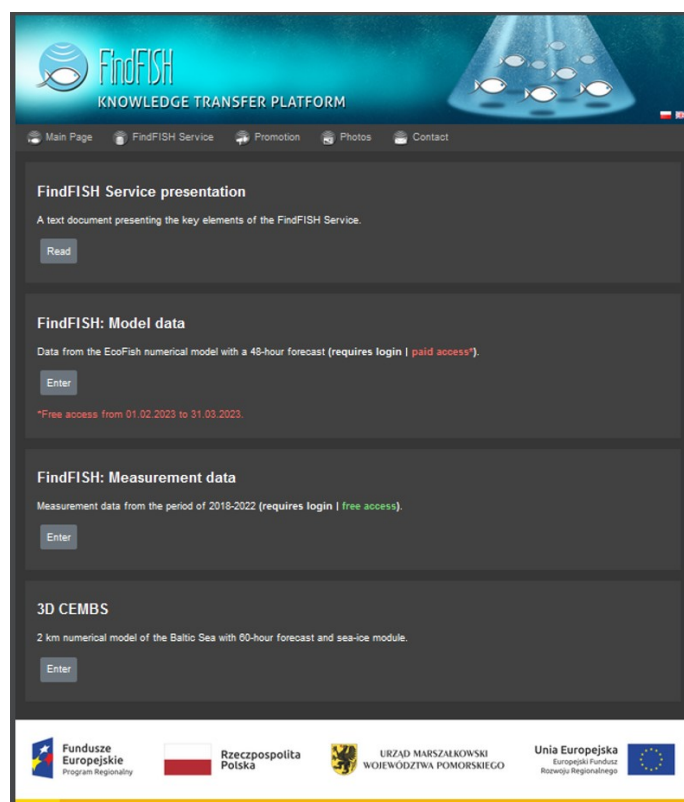 FindFISH
KNOWLEDGE TRANSFER PLATFORM
Main Page FindFISH Service Promotion Photos Contact
FindFISH Service presentation
A text document presenting the key elements of the FindFISH Service.
Read
FindFISH: Model data
Data from the EcoFish numerical model with a 48-hour forecast (requires login | paid access*).
Enter
*Free access from 01.02.2023 to 31.03.2023.
FindFISH: Measurement data
Measurement data from the period of 2018-2022 (requires login | free access).
Enter
3D CEMBS
2 km numerical model of the Baltic Sea with 60-hour forecast and sea-ice module.
Enter
Fundusze
Europejskie
Program Regionalny
Rzeczpospolita
Polska
URZĄD MARSZAŁKOWSKI
WOJEWÓDZTWA POMORSKIEGO
Unia Europejska
Europejski Fundusz
Rozwoju Regionalnego